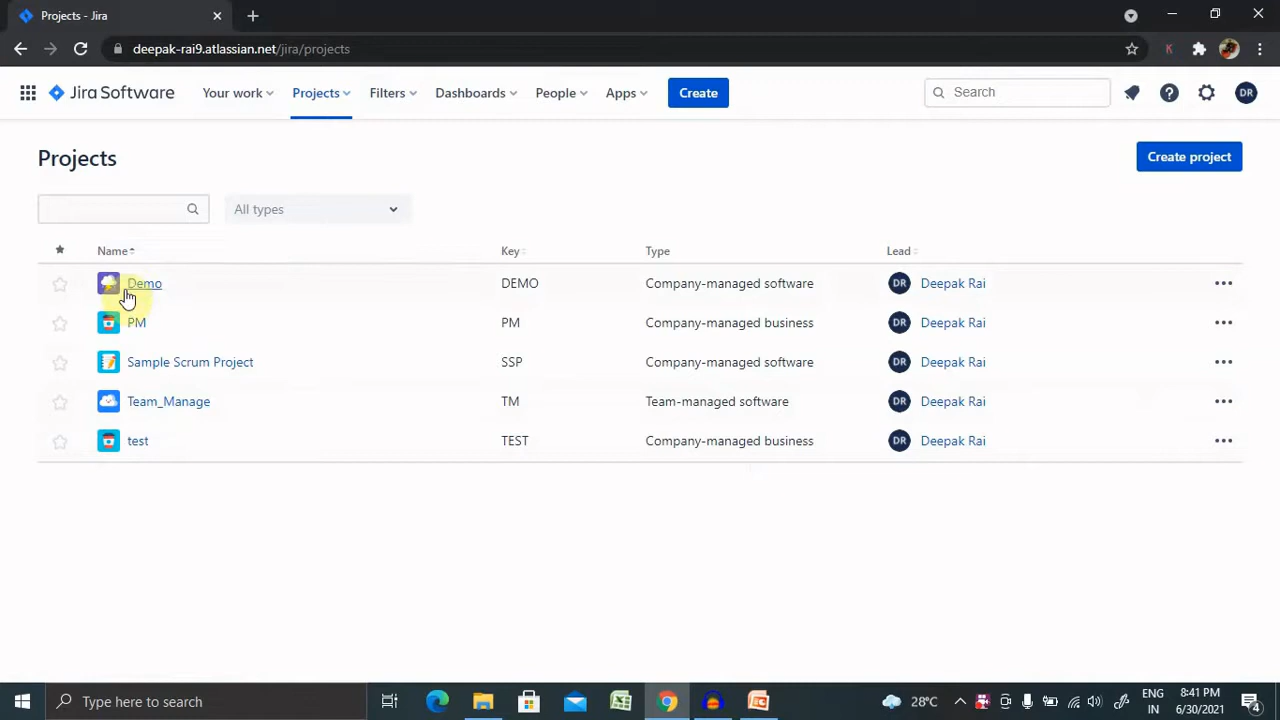 Projects - Jira
deepak-rai9.atlassian.net/jira/projects
Jira Software
Your work
Projects
Filters
Dashboards
People
Apps
Create
Search
DR
Projects
Create project
All types
Name Key Type Lead
Demo DEMO Company-managed software DR Deepak Rai
PM PM Company-managed business DR Deepak Rai
Sample Scrum Project SSP Company-managed software DR Deepak Rai
Team_Manage TM Team-managed software DR Deepak Rai
test TEST Company-managed business DR Deepak Rai
Type here to search
28°C
ENG
IN
8:41 PM
6/30/2021
4